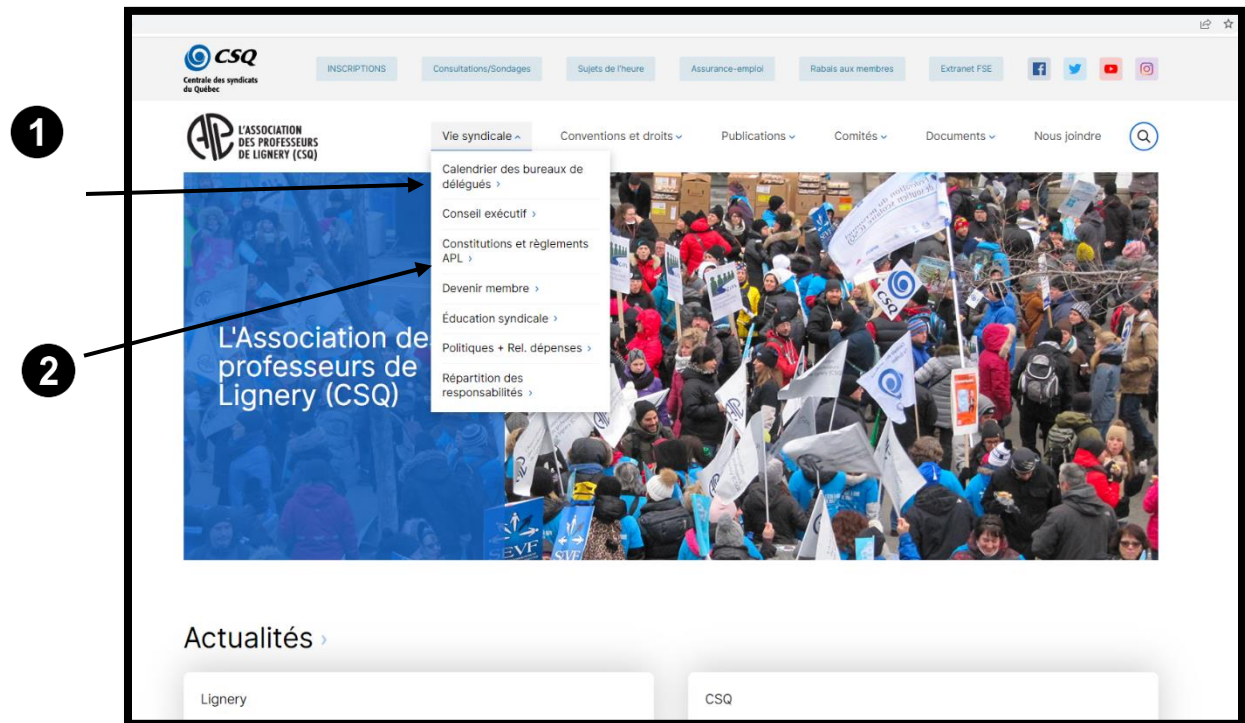 CSQ
Centrale des syndicats
du Québec
INSCRIPTIONS
Consultations/Sondages
Sujets de l'heure
Assurance-emploi
Rabais aux membres
Extranet FSE
1
L'ASSOCIATION
DES PROFESSEURS
DE LIGNERY (CSQ)
Vie syndicale
Conventions et droits
Publications
Comités
Documents
Nous joindre
Calendrier des bureaux de
délégués ›
Conseil exécutif ›
Constitutions et règlements
APL ›
Devenir membre ›
Éducation syndicale ›
Politiques + Rel. dépenses ›
Répartition des
responsabilités ›
2
L'Association de
professeurs de
Lignery (CSQ)
CSQ
SEVF
SVF
Actualités ›
Lignery
CSQ